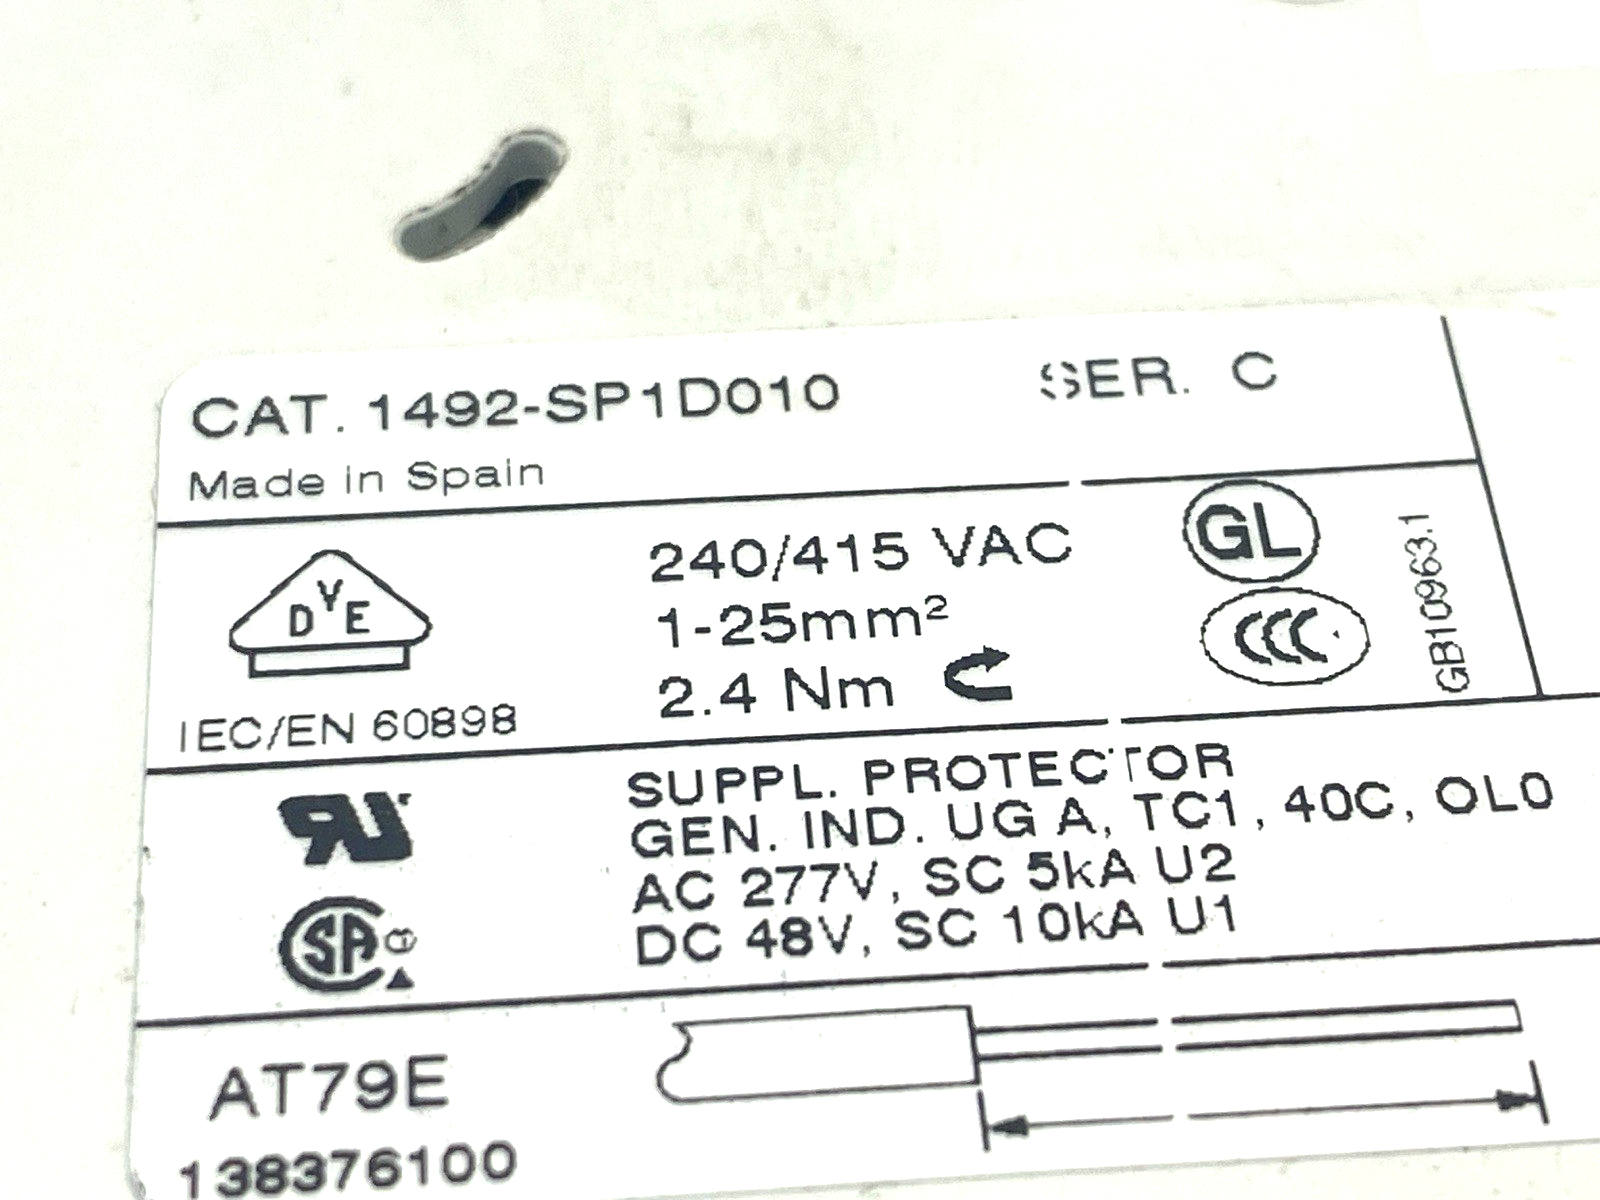 CAT. 1492-SP1D010 SER. C
Made in Spain
DVE
IEC/EN 60898
240/415 VAC
1-25mm²
2.4 Nm
GL
CCC
GB10963.1
SUPPL. PROTECTOR
GEN. IND. UG A, TC1, 40C, OL0
AC 277V, SC 5kA U2
DC 48V, SC 10kA U1
RU
SA
AT79E
138376100